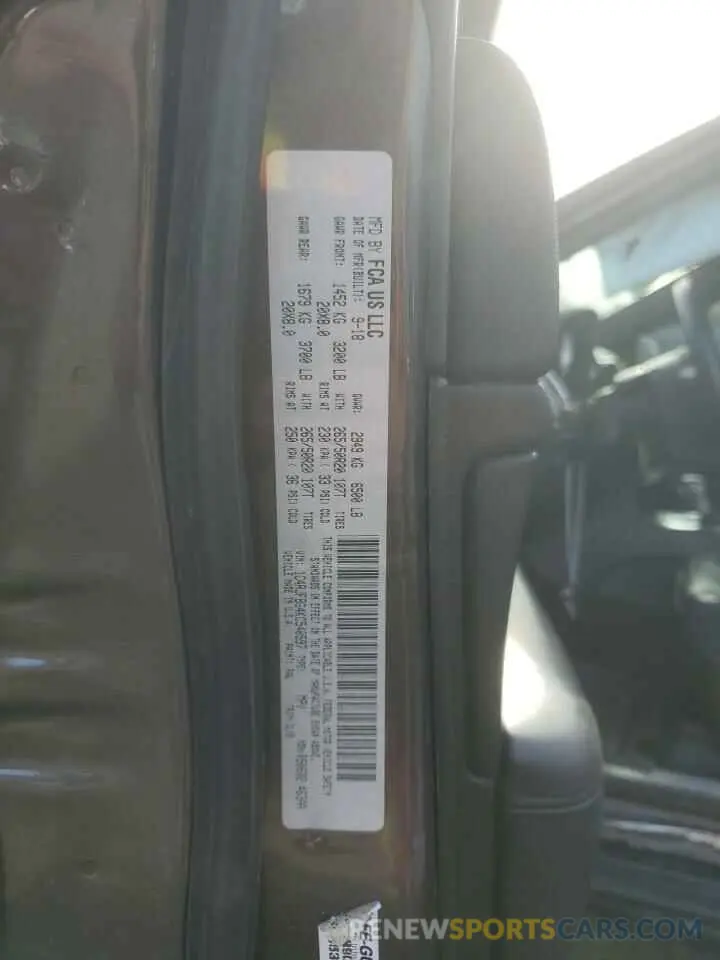 MFD BY FCA US LLC
DATE OF MFR(BUILT): 9-18 GVWR: 2949 KG 6500 LB
GAWR FRONT: 1452 KG 3200 LB WITH 265/50R20 107T TIRES
20X8.0 RIMS AT 230 KPA ( 33 PSI) COLD
GAWR REAR: 1679 KG 3700 LB WITH 265/50R20 107T TIRES
20X8.0 RIMS AT 250 KPA ( 36 PSI) COLD
THIS VEHICLE CONFORMS TO ALL APPLICABLE U.S.A. FEDERAL MOTOR VEHICLE SAFETY
STANDARDS IN EFFECT ON THE DATE OF MANUFACTURE SHOWN ABOVE.
VIN: TYPE: MPV
VEHICLE MADE IN U.S.A. PAINT:
RENEWSPORTSCARS.COM